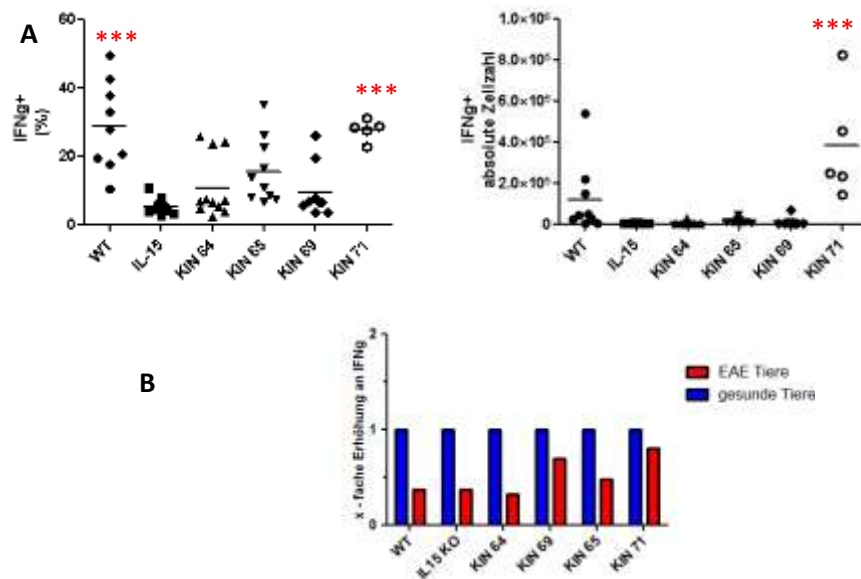 A
60
40
20
0
IFNg+
(%)
***
***
WT
IL-15
KIN 64
KIN 65
KIN 69
KIN 71
1.0×10⁶
8.0×10⁵
6.0×10⁵
4.0×10⁵
2.0×10⁵
0
IFNg+
absolute Zellzahl
***
WT
IL-15
KIN 64
KIN 65
KIN 69
KIN 71
B
2
1
0
x - fache Erhöhung an IFNg
EAE Tiere
gesunde Tiere
WT
IL15 KO
KIN 64
KIN 69
KIN 65
KIN 71